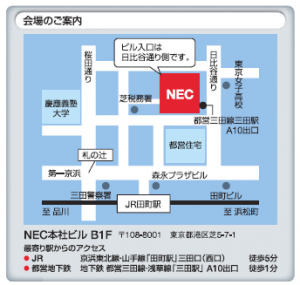 会場のご案内
桜田通り
ビル入口は
日比谷通り側です。
日比谷通り
東京女子高校
NEC
慶應義塾
大学
芝税務署
都営三田線三田駅
A10出口
都営住宅
札の辻
第一京浜
三田警察署
森永プラザビル
田町ビル
至 品川
JR田町駅
至 浜松町
NEC本社ビル B1F 〒108-8001 東京都港区芝5-7-1
最寄り駅からのアクセス
● JR 京浜東北線・山手線「田町駅」三田口(西口) 徒歩5分
● 都営地下鉄 地下鉄 都営三田線・浅草線「三田駅」 A10出口 徒歩1分